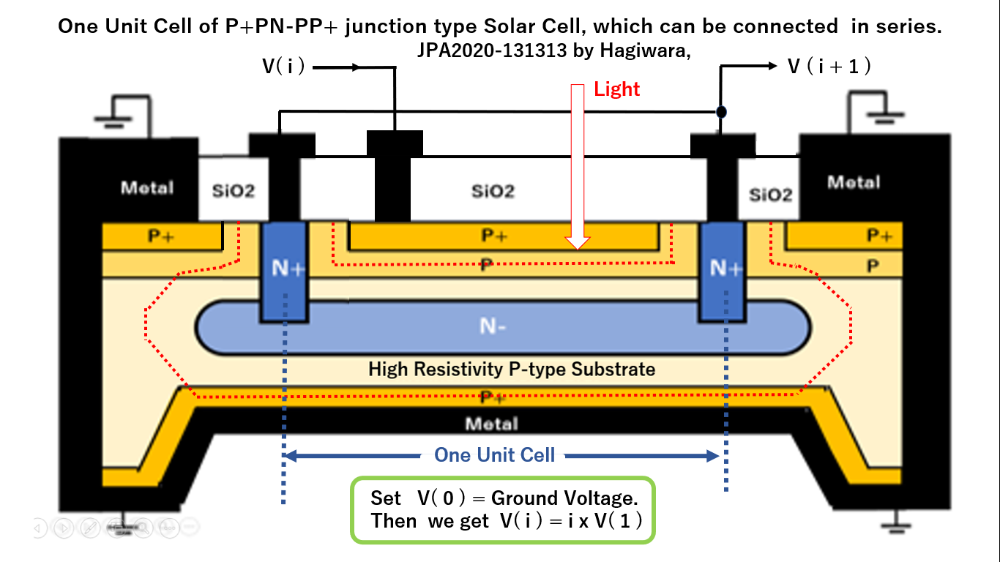 One Unit Cell of P+PN-PP+ junction type Solar Cell, which can be connected in series.
JPA2020-131313 by Hagiwara,
V( i )
V ( i + 1 )
Light
Metal
SiO2
SiO2
SiO2
Metal
P+
P+
P+
N+
P
N+
P
N-
High Resistivity P-type Substrate
P+
Metal
One Unit Cell
Set V( 0 ) = Ground Voltage.
Then we get V( i ) = i x V( 1 )